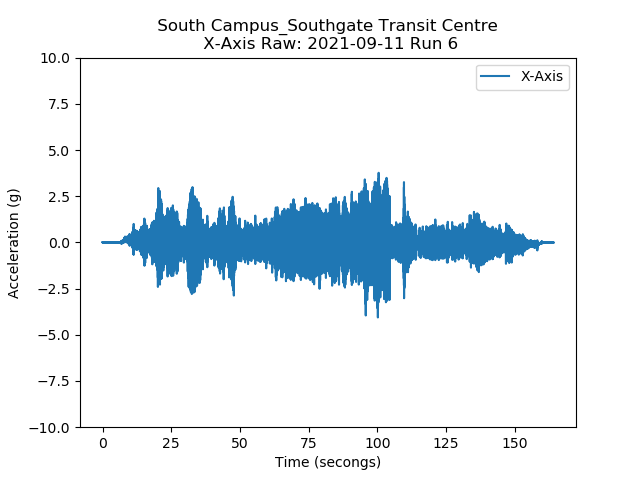 South Campus_Southgate Transit Centre
X-Axis Raw: 2021-09-11 Run 6
X-Axis
10.0
7.5
5.0
2.5
0.0
−2.5
−5.0
−7.5
−10.0
Acceleration (g)
0 25 50 75 100 125 150
Time (secongs)